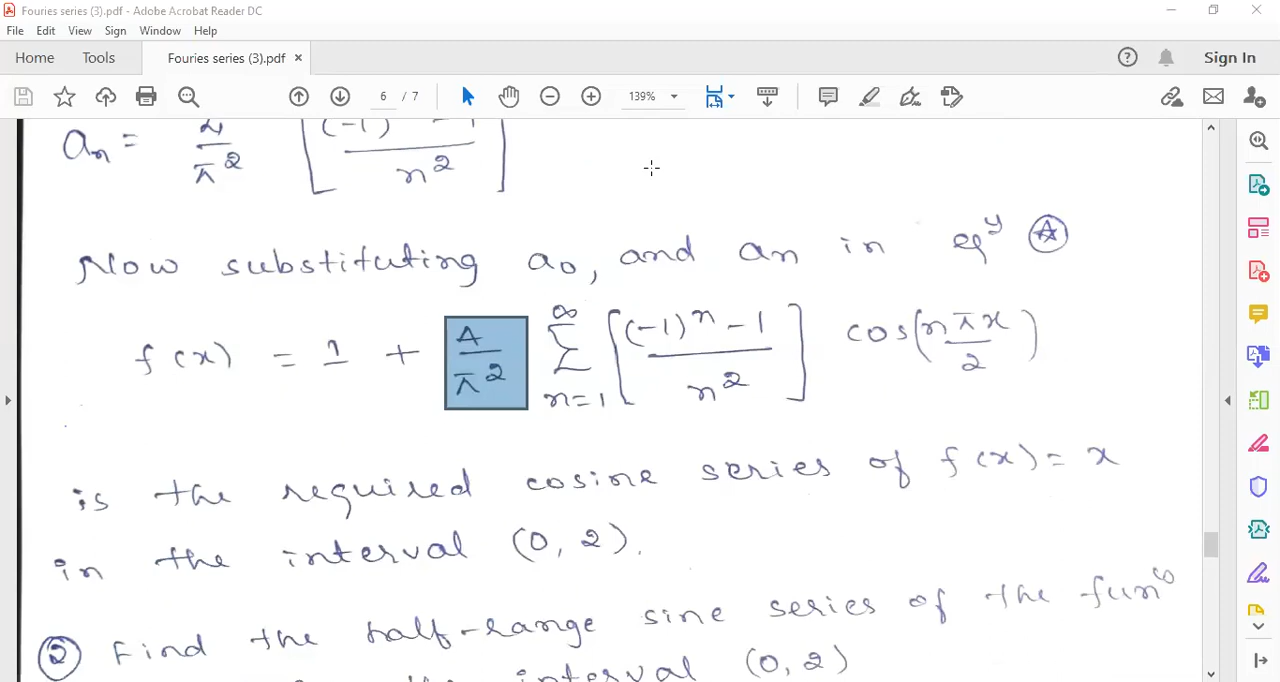 Fouries series (3).pdf - Adobe Acrobat Reader DC
File Edit View Sign Window Help
Home Tools Fouries series (3).pdf × Sign In
6 / 7 139%
an = 4/π² [((-1) - 1)/n²]
Now substituting a0, and an in eqⁿ Ⓐ
f(x) = 1 + 4/π² ∑ n=1 ∞ [((-1)ⁿ - 1)/n²] cos(nπx/2)
is the required cosine series of f(x) = x
in the interval (0, 2).
② Find the half-range sine series of the
the interval (0, 2)